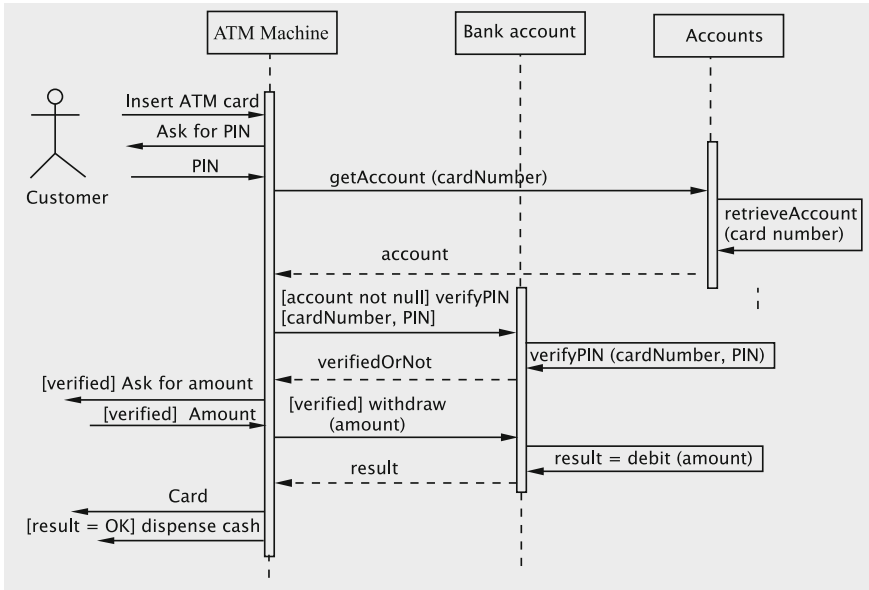 ATM Machine
Bank account
Accounts
Insert ATM card
Ask for PIN
PIN
Customer
getAccount (cardNumber)
retrieveAccount
(card number)
account
[account not null] verifyPIN
[cardNumber, PIN]
verifyPIN (cardNumber, PIN)
verifiedOrNot
[verified] Ask for amount
[verified] Amount
[verified] withdraw
(amount)
result = debit (amount)
result
Card
[result = OK] dispense cash